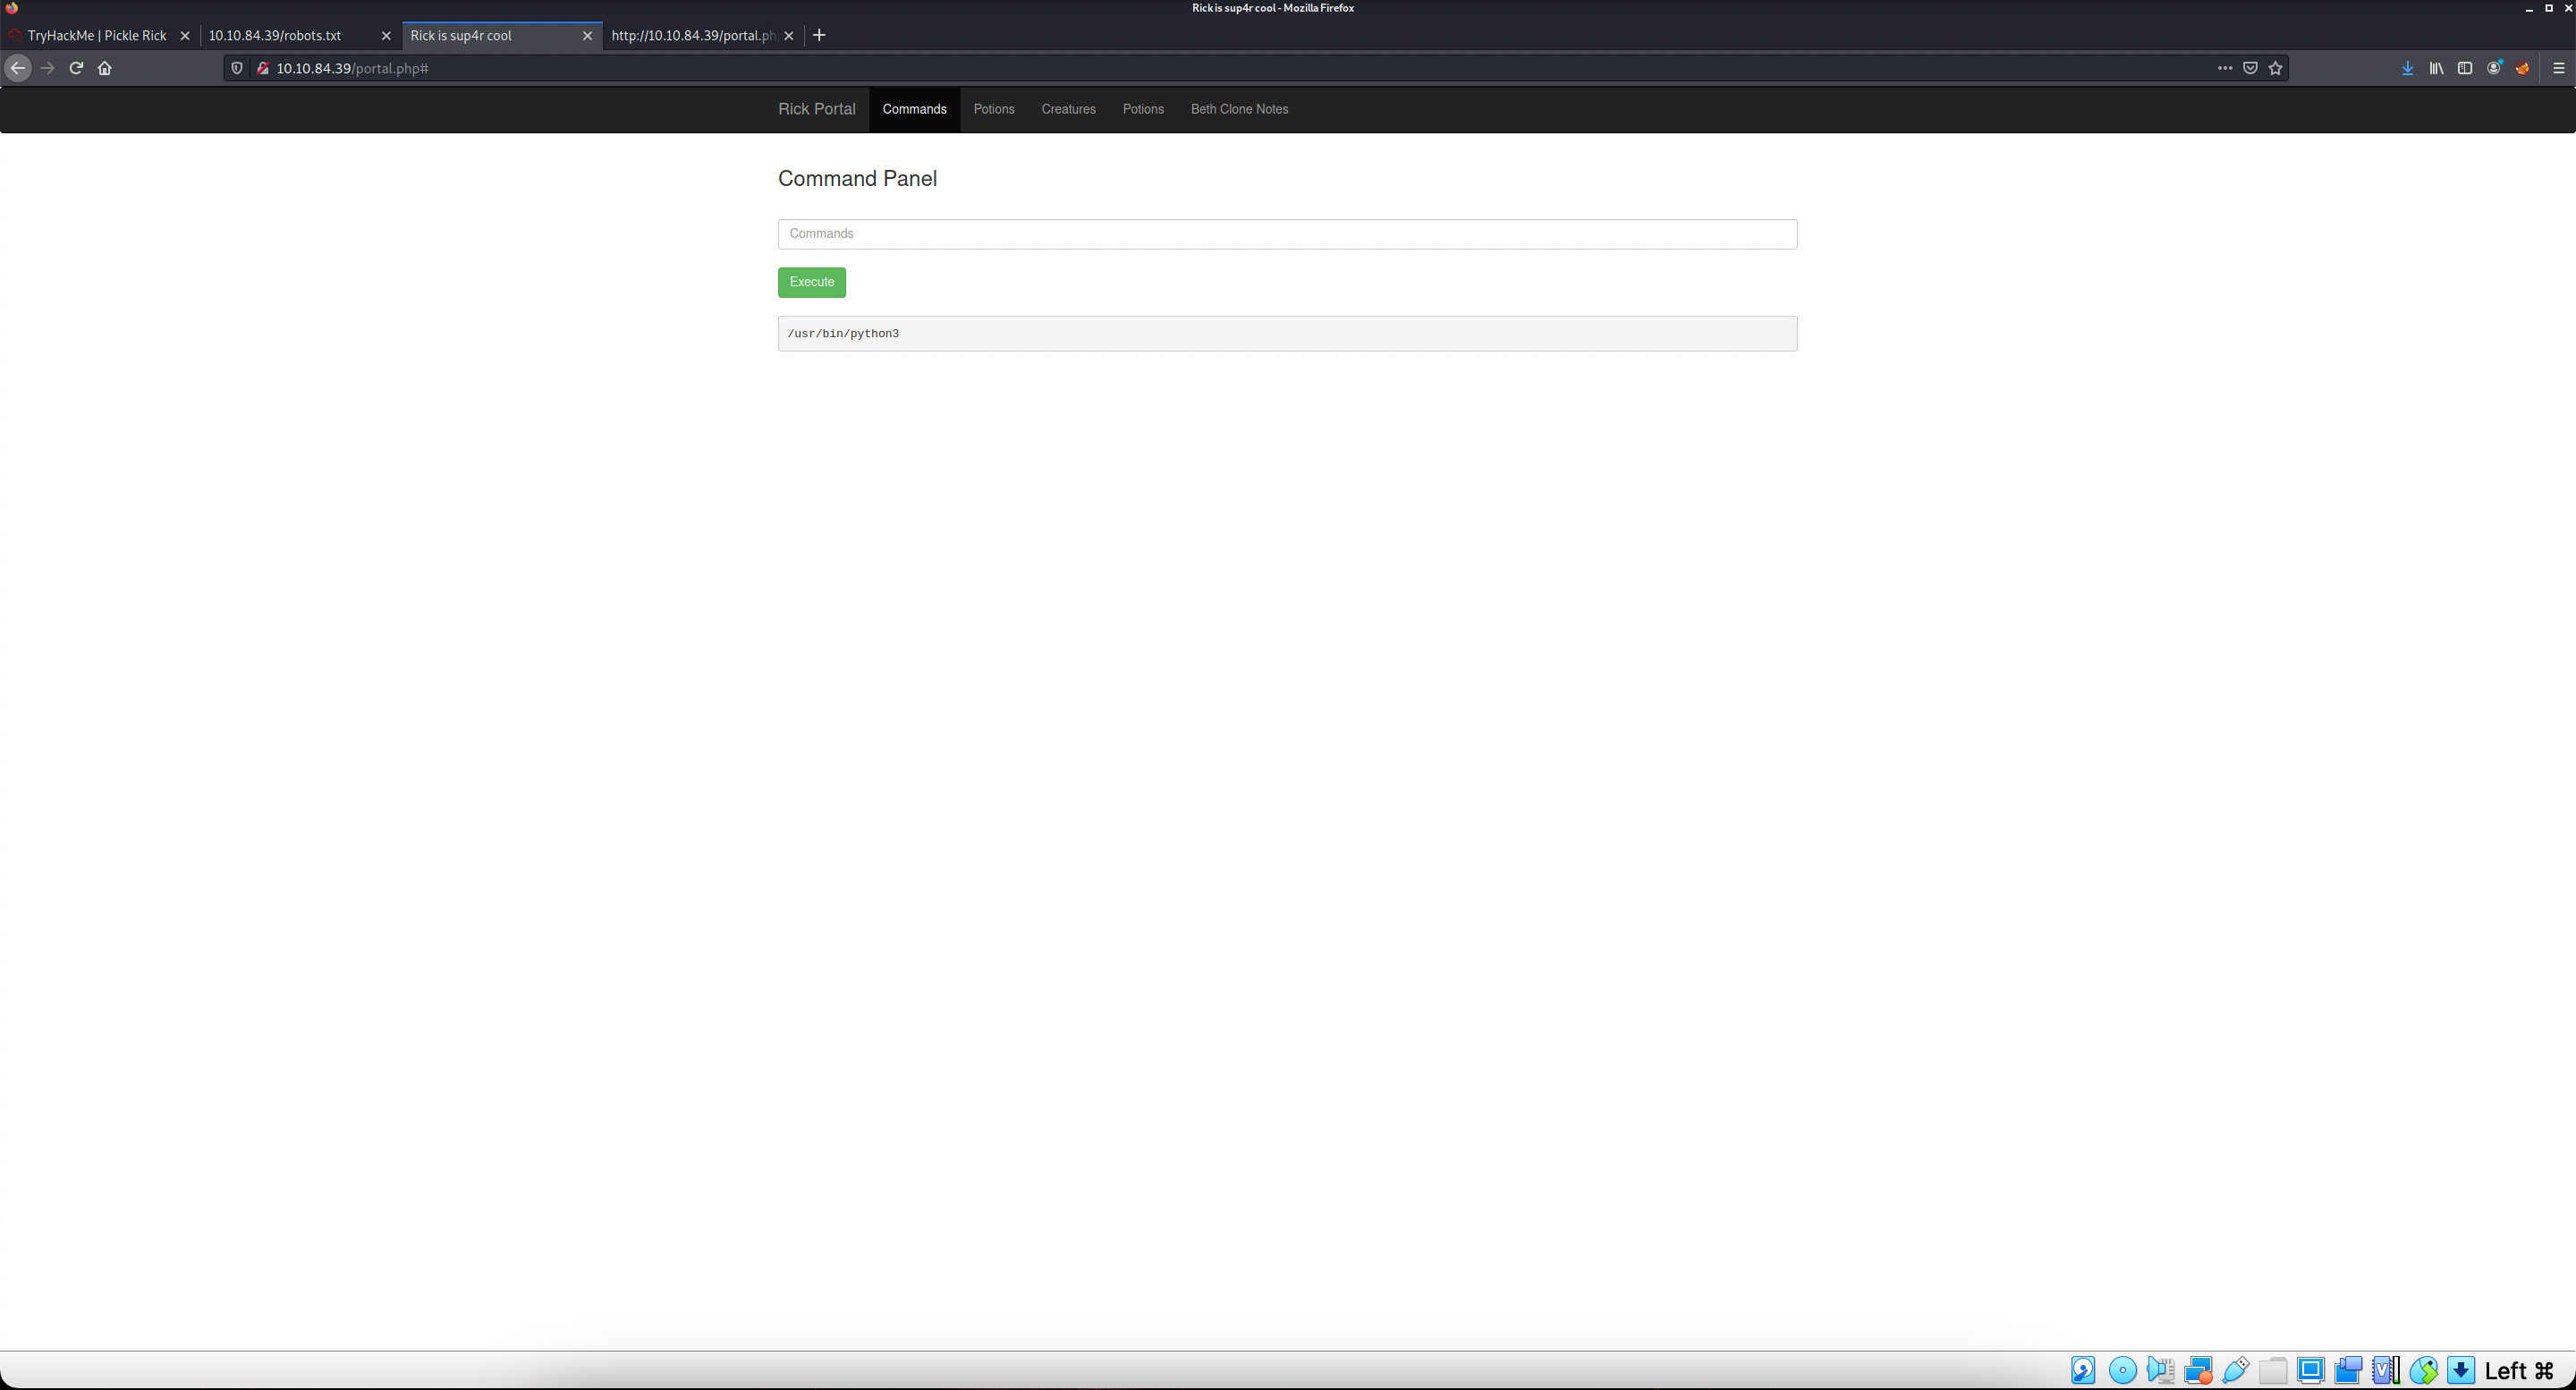 Rick is sup4r cool - Mozilla Firefox
TryHackMe | Pickle Rick
10.10.84.39/robots.txt
Rick is sup4r cool
http://10.10.84.39/portal.ph
10.10.84.39/portal.php#
Rick Portal Commands Potions Creatures Potions Beth Clone Notes
Command Panel
Commands
Execute
/usr/bin/python3
Left ⌘